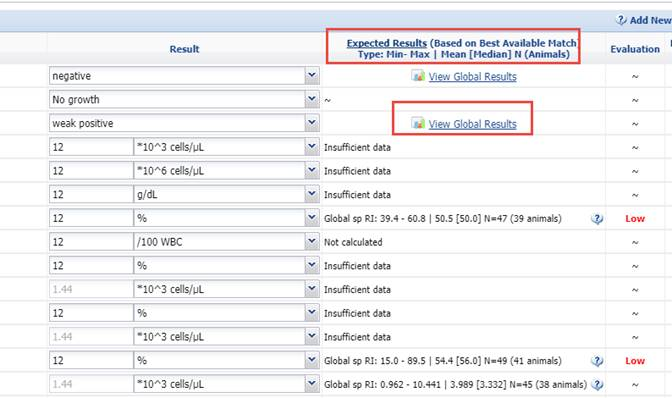 Add New
Result Expected Results (Based on Best Available Match) Evaluation
Type: Min- Max | Mean [Median] N (Animals)
negative View Global Results ~
No growth ~ ~
weak positive View Global Results ~
12 *10^3 cells/µL Insufficient data ~
12 *10^6 cells/µL Insufficient data ~
12 g/dL Insufficient data ~
12 % Global sp RI: 39.4 - 60.8 | 50.5 [50.0] N=47 (39 animals) Low
12 /100 WBC Not calculated ~
12 % Insufficient data ~
1.44 *10^3 cells/µL Insufficient data ~
12 % Insufficient data ~
1.44 *10^3 cells/µL Insufficient data ~
12 % Global sp RI: 15.0 - 89.5 | 54.4 [56.0] N=49 (41 animals) Low
1.44 *10^3 cells/µL Global sp RI: 0.962 - 10.441 | 3.989 [3.332] N=45 (38 animals) ~